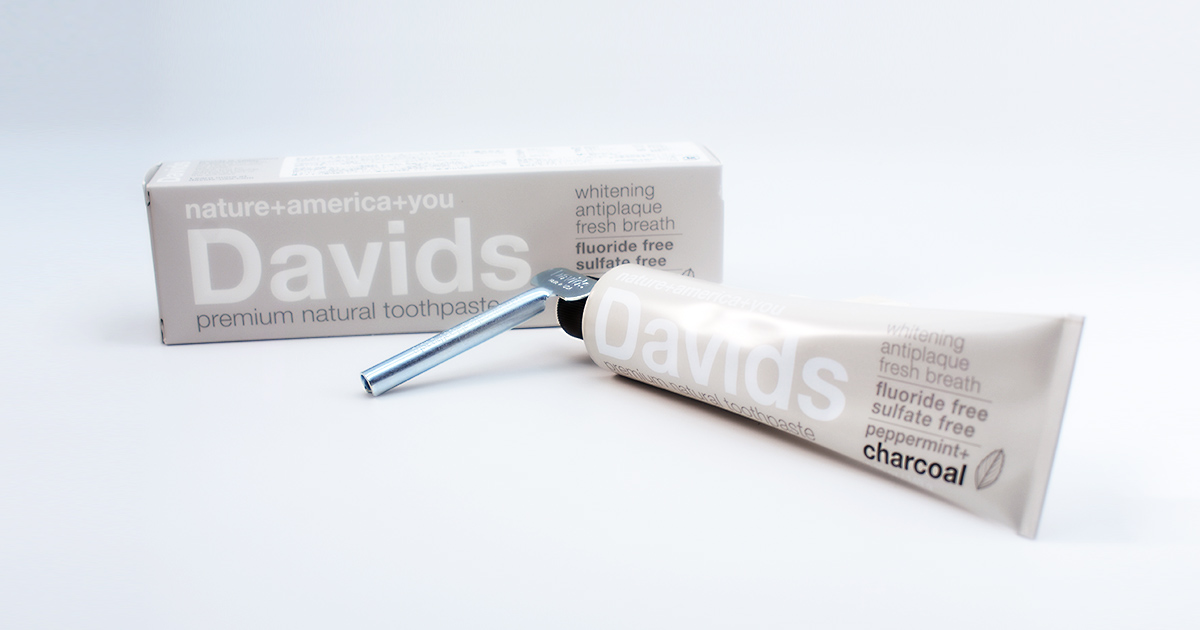 nature+america+you
Davids
premium natural toothpaste
whitening
antiplaque
fresh breath
fluoride free
sulfate free
Davids
nature+america+you
Davids
premium natural toothpaste
whitening
antiplaque
fresh breath
fluoride free
sulfate free
peppermint+
charcoal